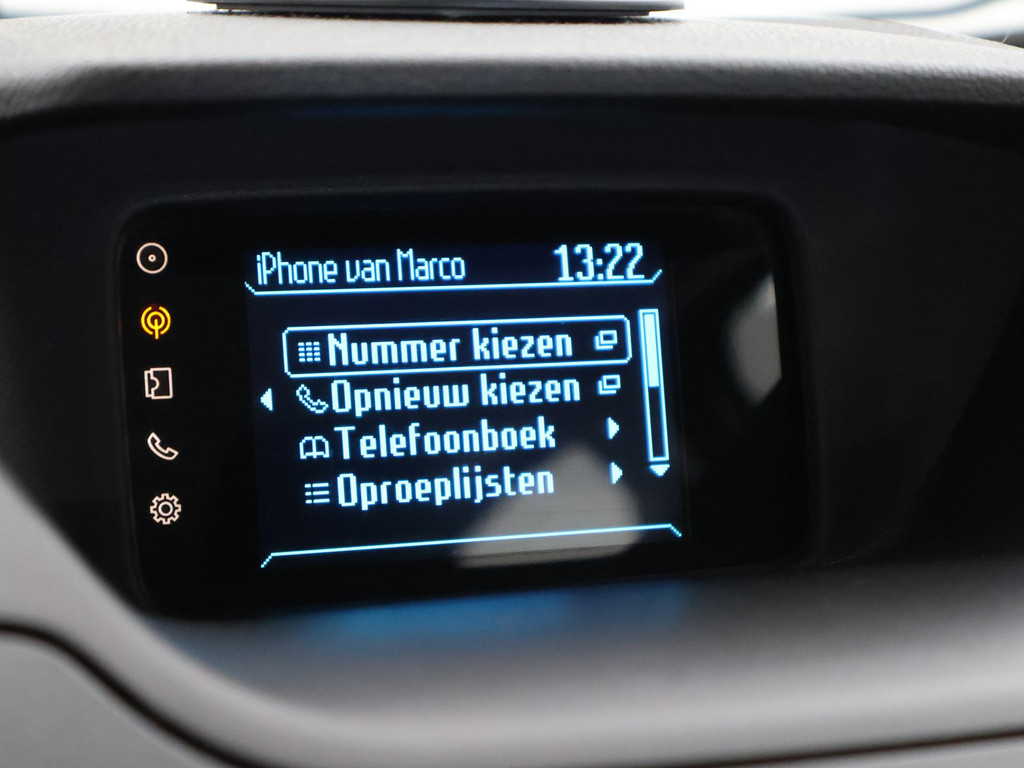 iPhone van Marco 13:22
Nummer kiezen
Opnieuw kiezen
Telefoonboek
Oproeplijsten